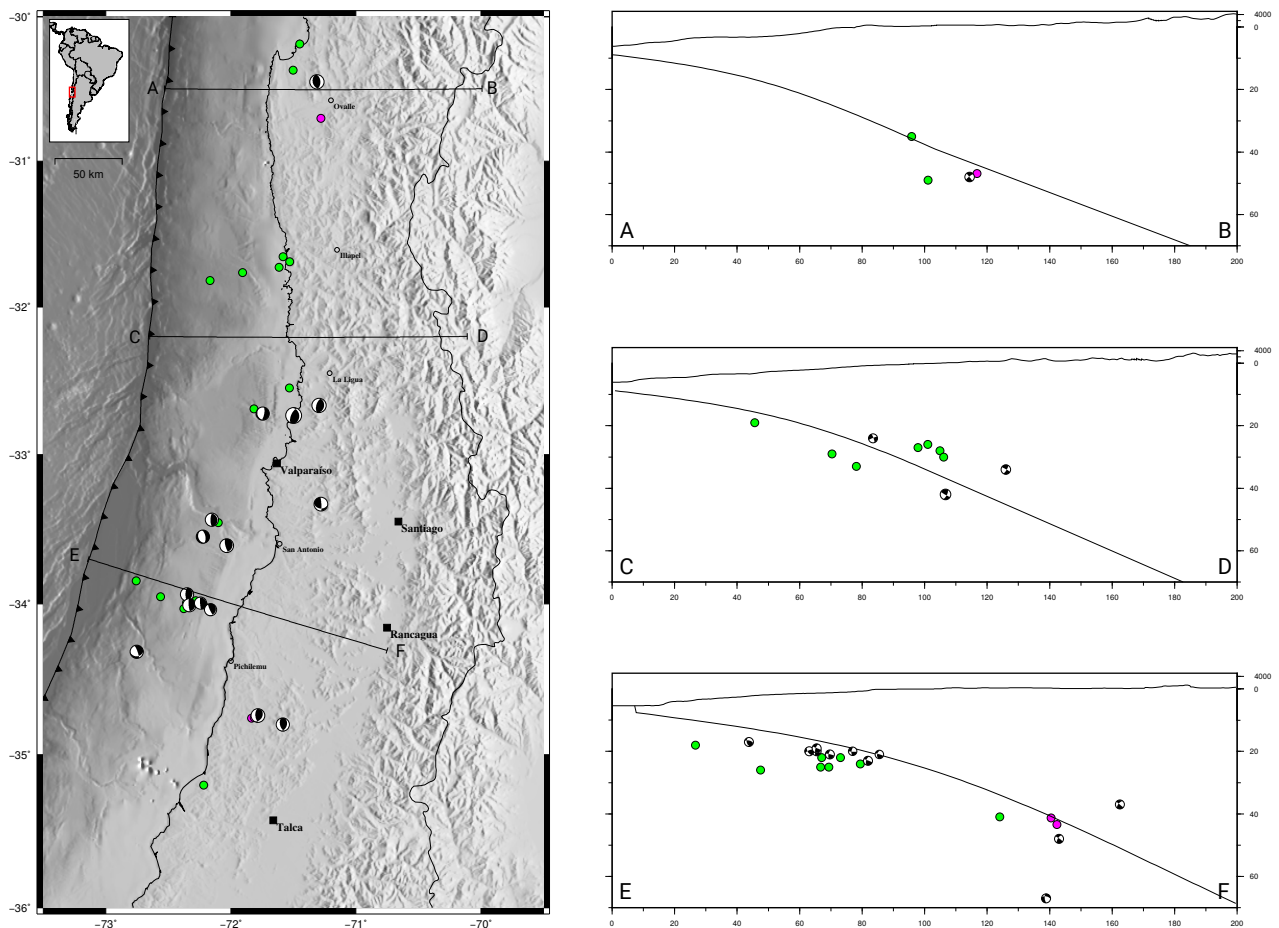 −30°
−31°
−32°
−33°
−34°
−35°
−36°
−73°
−72°
−71°
−70°
50 km
A
B
Ovalle
Illapel
C
D
La Ligua
Valparaíso
Santiago
San Antonio
E
F
Rancagua
Pichilemu
Talca
4000
0
20
40
60
A
B
0
20
40
60
80
100
120
140
160
180
200
4000
0
20
40
60
C
D
0
20
40
60
80
100
120
140
160
180
200
4000
0
20
40
60
E
F
0
20
40
60
80
100
120
140
160
180
200